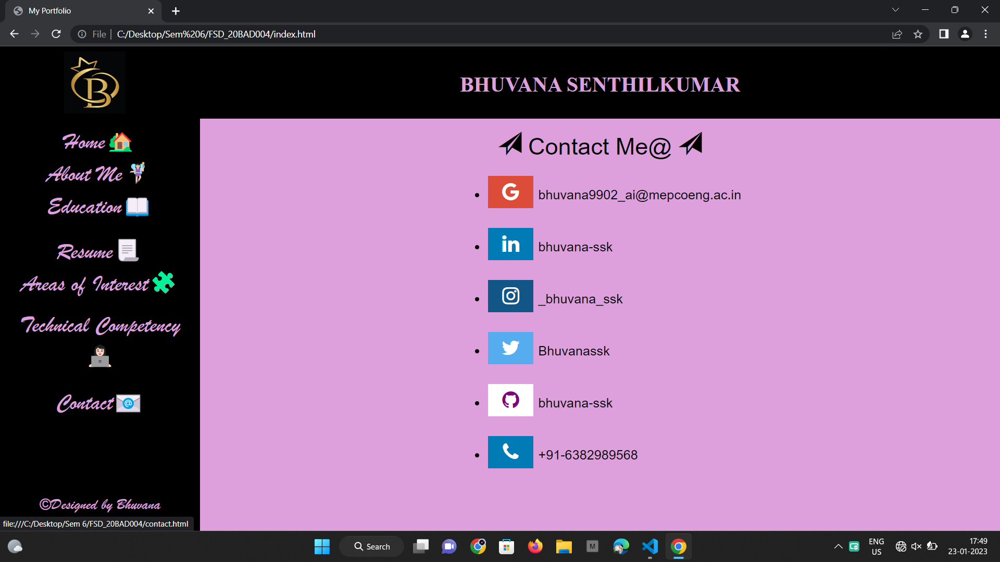 My Portfolio
File | C:/Desktop/Sem%206/FSD_20BAD004/index.html
B
BHUVANA SENTHILKUMAR
Home
About Me
Education
Resume
Areas of Interest
Technical Competency
Contact
©Designed by Bhuvana
Contact Me@
G bhuvana9902_ai@mepcoeng.ac.in
in bhuvana-ssk
_bhuvana_ssk
Bhuvanassk
bhuvana-ssk
+91-6382989568
file:///C:/Desktop/Sem 6/FSD_20BAD004/contact.html
Search
M
ENG
US
17:49
23-01-2023